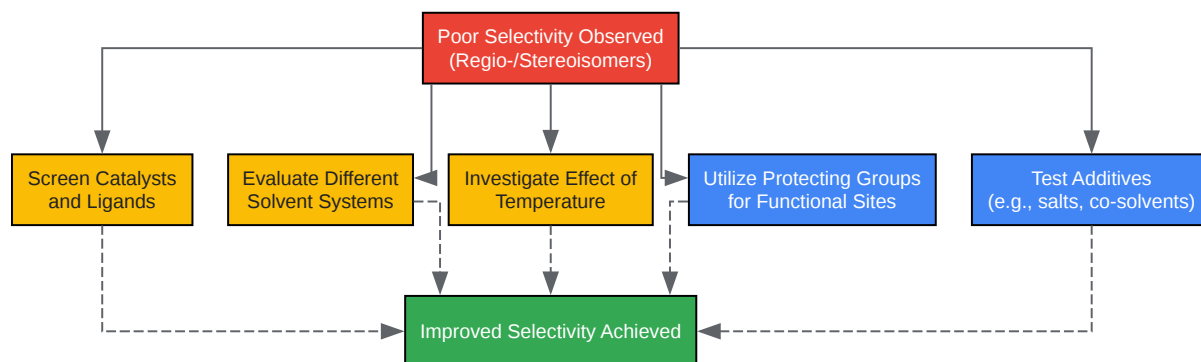 Poor Selectivity Observed
(Regio-/Stereoisomers)
Screen Catalysts
and Ligands
Evaluate Different
Solvent Systems
Investigate Effect of
Temperature
Utilize Protecting Groups
for Functional Sites
Test Additives
(e.g., salts, co-solvents)
Improved Selectivity Achieved